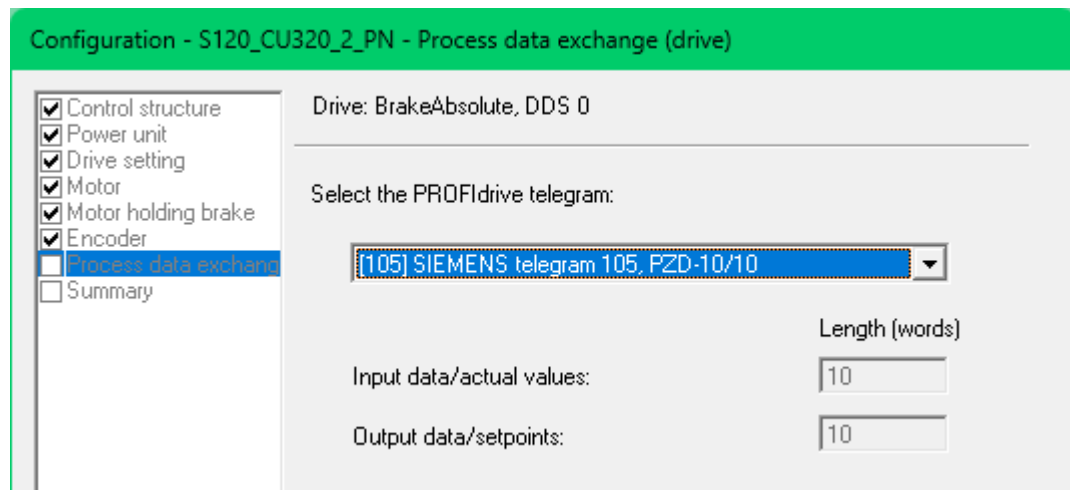 Configuration - S120_CU320_2_PN - Process data exchange (drive)
Control structure
Power unit
Drive setting
Motor
Motor holding brake
Encoder
Process data exchang
Summary
Drive: BrakeAbsolute, DDS 0
Select the PROFIdrive telegram:
[105] SIEMENS telegram 105, PZD-10/10
Length (words)
Input data/actual values: 10
Output data/setpoints: 10